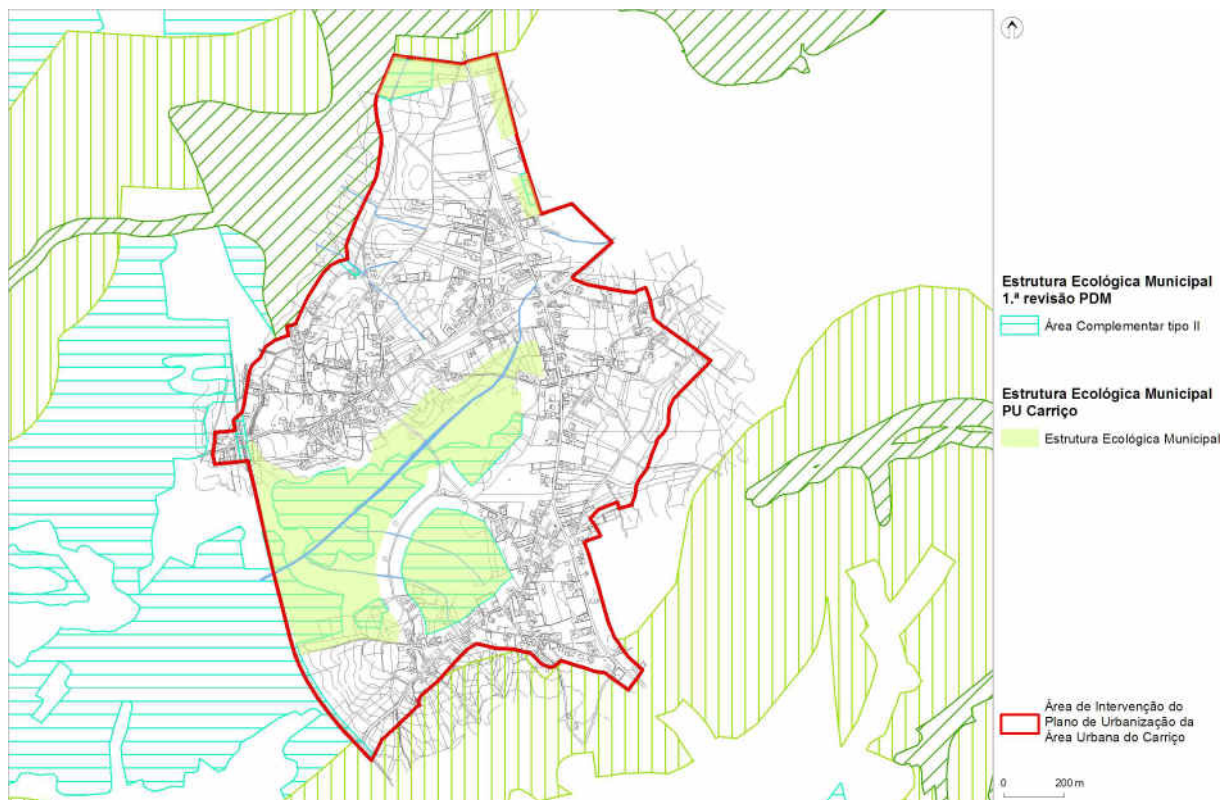 Estrutura Ecológica Municipal
1.ª revisão PDM
Área Complementar tipo II
Estrutura Ecológica Municipal
PU Carriço
Estrutura Ecológica Municipal
Área de Intervenção do
Plano de Urbanização da
Área Urbana do Carriço
0 200 m